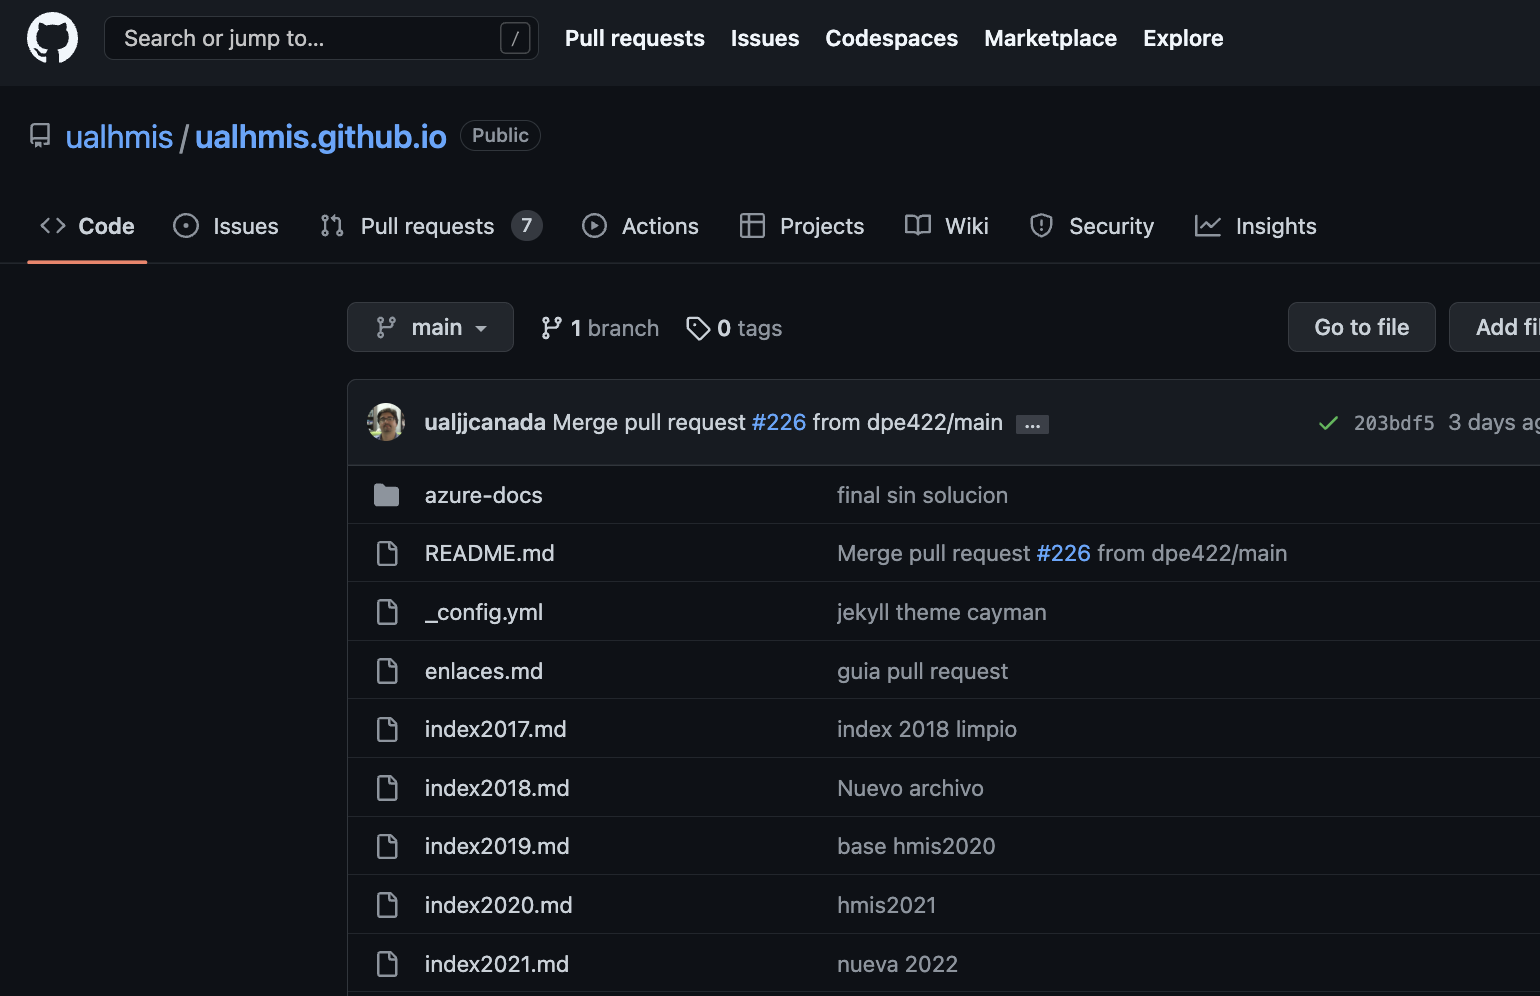 Search or jump to... / Pull requests Issues Codespaces Marketplace Explore
ualhmis / ualhmis.github.io Public
Code Issues Pull requests 7 Actions Projects Wiki Security Insights
main 1 branch 0 tags Go to file Add fil
ualjjcanada Merge pull request #226 from dpe422/main ... 203bdf5 3 days ag
azure-docs final sin solucion
README.md Merge pull request #226 from dpe422/main
_config.yml jekyll theme cayman
enlaces.md guia pull request
index2017.md index 2018 limpio
index2018.md Nuevo archivo
index2019.md base hmis2020
index2020.md hmis2021
index2021.md nueva 2022